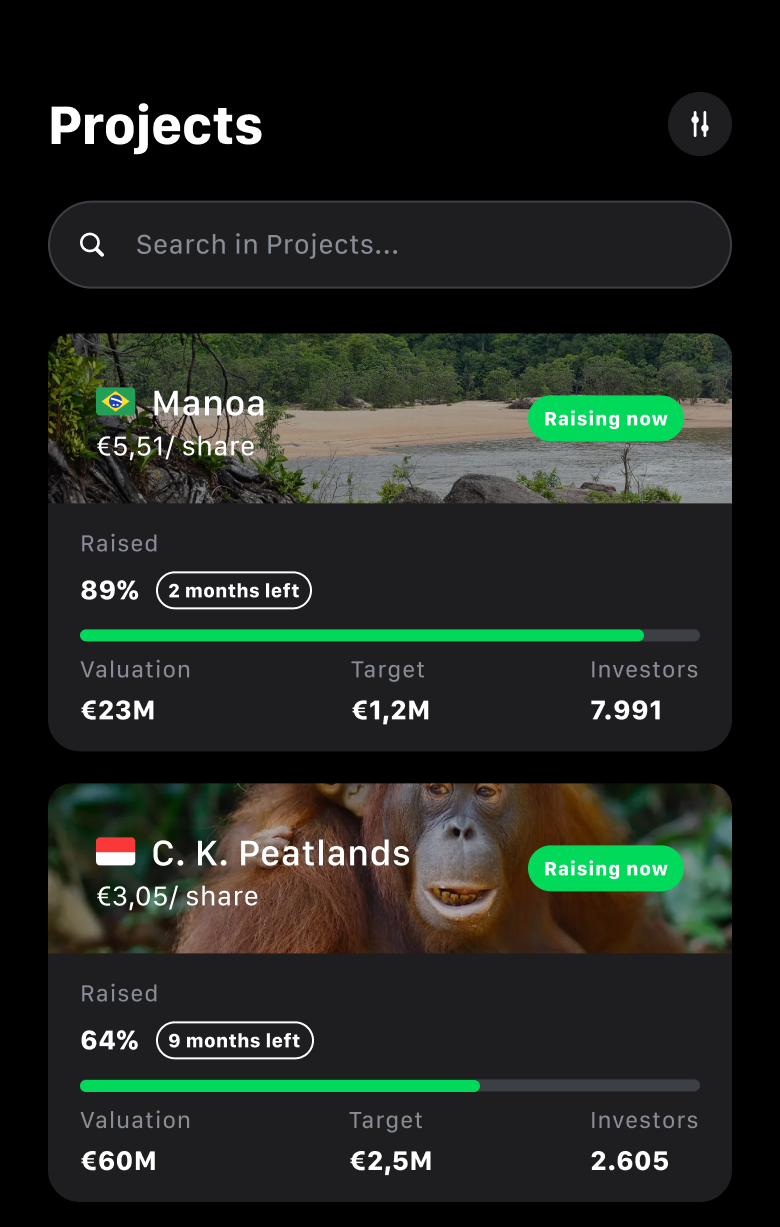 Projects
Search in Projects...
Manoa
€5,51/ share
Raising now
Raised
89% 2 months left
Valuation Target Investors
€23M €1,2M 7.991
C. K. Peatlands
€3,05/ share
Raising now
Raised
64% 9 months left
Valuation Target Investors
€60M €2,5M 2.605